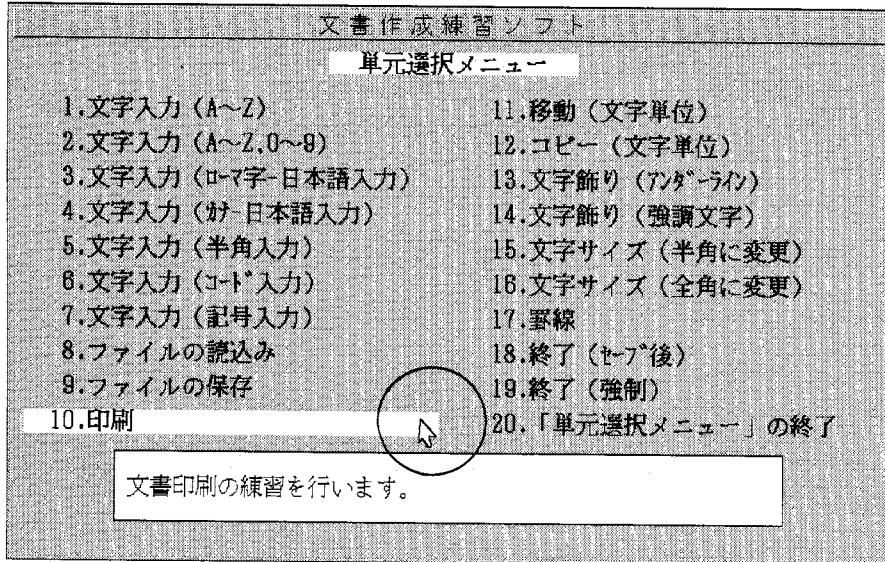 文書作成練習ソフト
単元選択メニュー
1.文字入力（A～Z）
2.文字入力（A～Z,0～9）
3.文字入力（ﾛｰﾏ字-日本語入力）
4.文字入力（ｶﾅ-日本語入力）
5.文字入力（半角入力）
6.文字入力（ｺｰﾄﾞ入力）
7.文字入力（記号入力）
8.ファイルの読込み
9.ファイルの保存
10.印刷
11.移動（文字単位）
12.コピー（文字単位）
13.文字飾り（ｱﾝﾀﾞｰﾗｲﾝ）
14.文字飾り（強調文字）
15.文字サイズ（半角に変更）
16.文字サイズ（全角に変更）
17.罫線
18.終了（ｾｰﾌﾞ後）
19.終了（強制）
20.「単元選択メニュー」の終了
文書印刷の練習を行います。